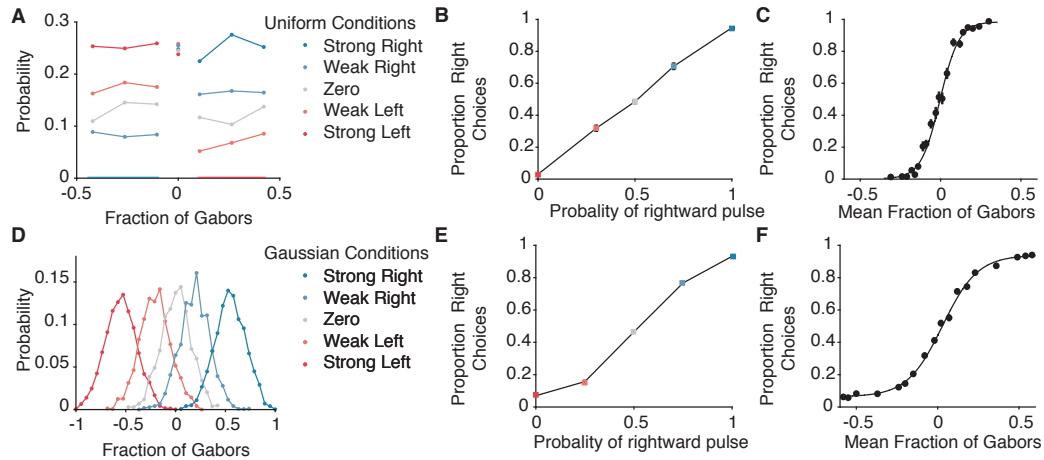 A
Probability
0.3
0.2
0.1
0
-0.5
0
0.5
Fraction of Gabors
Uniform Conditions
Strong Right
Weak Right
Zero
Weak Left
Strong Left
B
Proportion Right
Choices
1
0.8
0.6
0.4
0.2
0
0
0.5
1
Probality of rightward pulse
C
Proportion Right
Choices
1
0.8
0.6
0.4
0.2
0
-0.5
0
0.5
Mean Fraction of Gabors
D
Probability
0.15
0.1
0.05
0
-1
-0.5
0
0.5
1
Fraction of Gabors
Gaussian Conditions
Strong Right
Weak Right
Zero
Weak Left
Strong Left
E
Proportion Right
Choices
1
0.8
0.6
0.4
0.2
0
0
0.5
1
Probality of rightward pulse
F
Proportion Right
Choices
1
0.8
0.6
0.4
0.2
0
-0.5
0
0.5
Mean Fraction of Gabors